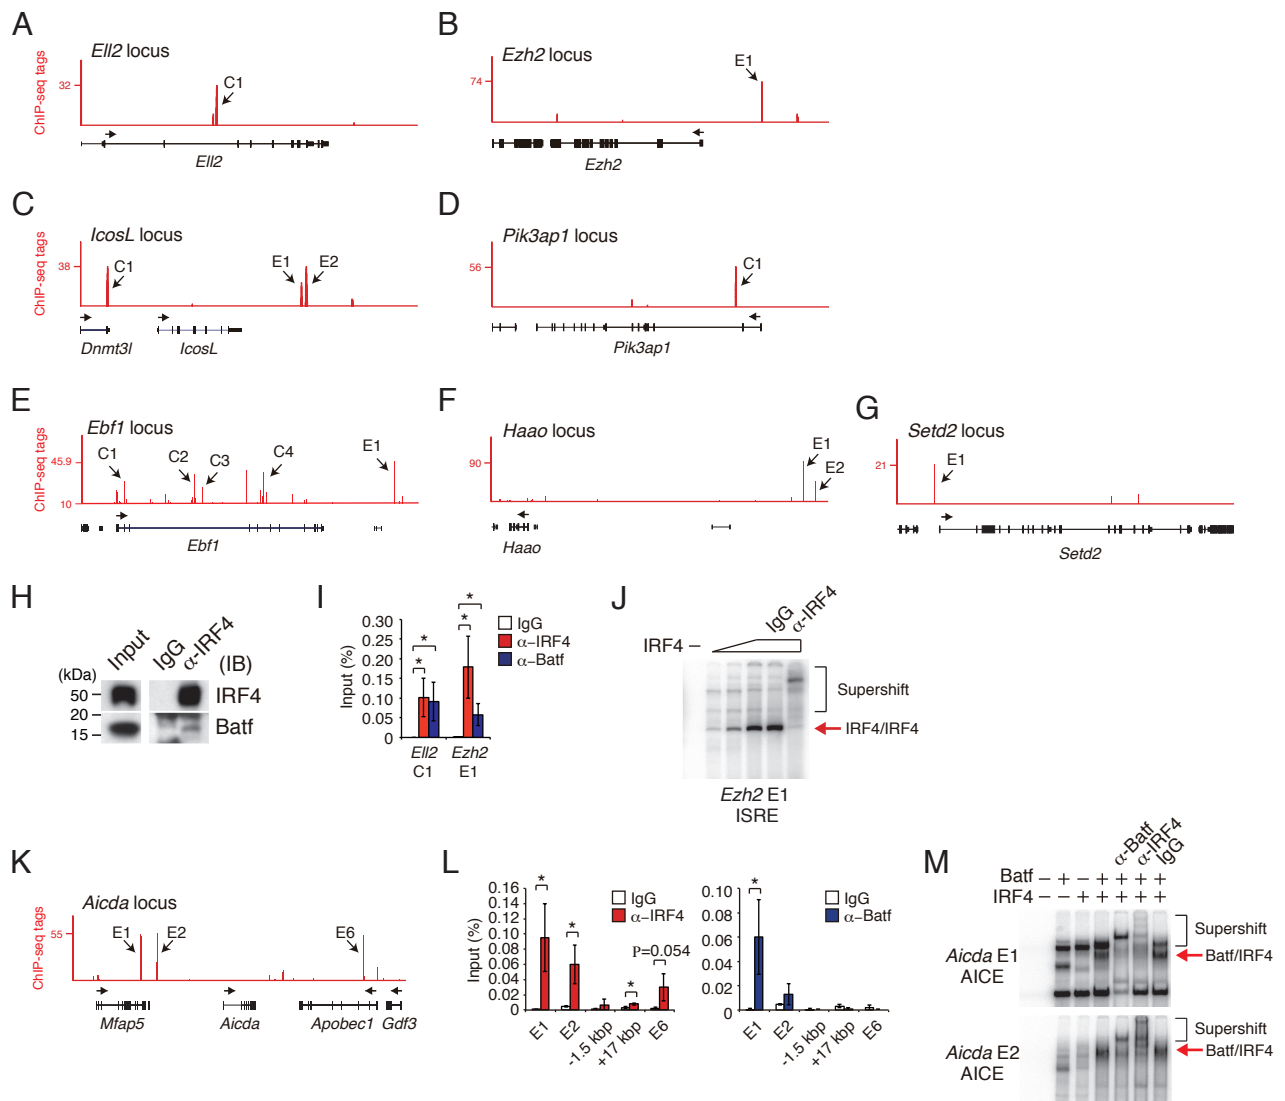 A
Ell2 locus
ChIP-seq tags
32
C1
Ell2
B
Ezh2 locus
74
E1
Ezh2
C
IcosL locus
ChIP-seq tags
38
C1
E1
E2
Dnmt3l
IcosL
D
Pik3ap1 locus
56
C1
Pik3ap1
E
Ebf1 locus
ChIP-seq tags
45.9
10
C1
C2
C3
C4
E1
Ebf1
F
Haao locus
90
E1
E2
Haao
G
Setd2 locus
21
E1
Setd2
H
Input
IgG
α-IRF4
(kDa)
(IB)
50
IRF4
20
15
Batf
I
Input (%)
0.30
0.25
0.20
0.15
0.10
0.05
0
* * * *
IgG
α-IRF4
α-Batf
Ell2 C1
Ezh2 E1
J
IgG
α-IRF4
IRF4 –
Supershift
IRF4/IRF4
Ezh2 E1
ISRE
K
Aicda locus
ChIP-seq tags
55
E1
E2
E6
Mfap5
Aicda
Apobec1
Gdf3
L
Input (%)
0.16
0.14
0.12
0.10
0.08
0.06
0.04
0.02
0
* * *
P=0.054
IgG
α-IRF4
E1
E2
-1.5 kbp
+17 kbp
E6
0.10
0.08
0.06
0.04
0.02
0
*
IgG
α-Batf
E1
E2
-1.5 kbp
+17 kbp
E6
M
α-Batf
α-IRF4
IgG
Batf – + – + + + +
IRF4 – – + + + + +
Supershift
Batf/IRF4
Aicda E1
AICE
Supershift
Batf/IRF4
Aicda E2
AICE